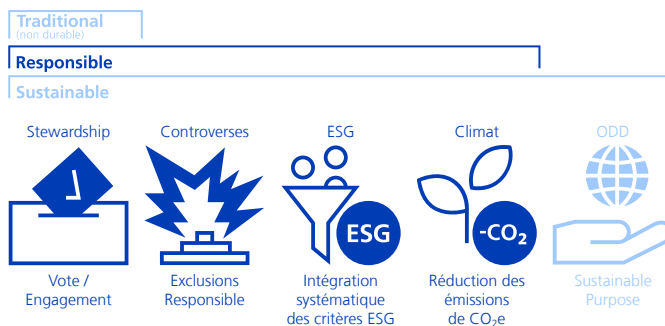 Traditional
(non durable)
Responsible
Sustainable
Stewardship
Controverses
ESG
Climat
ODD
ESG
-CO₂
Vote /
Engagement
Exclusions
Responsible
Intégration
systématique
des critères ESG
Réduction des
émissions
de CO₂e
Sustainable
Purpose